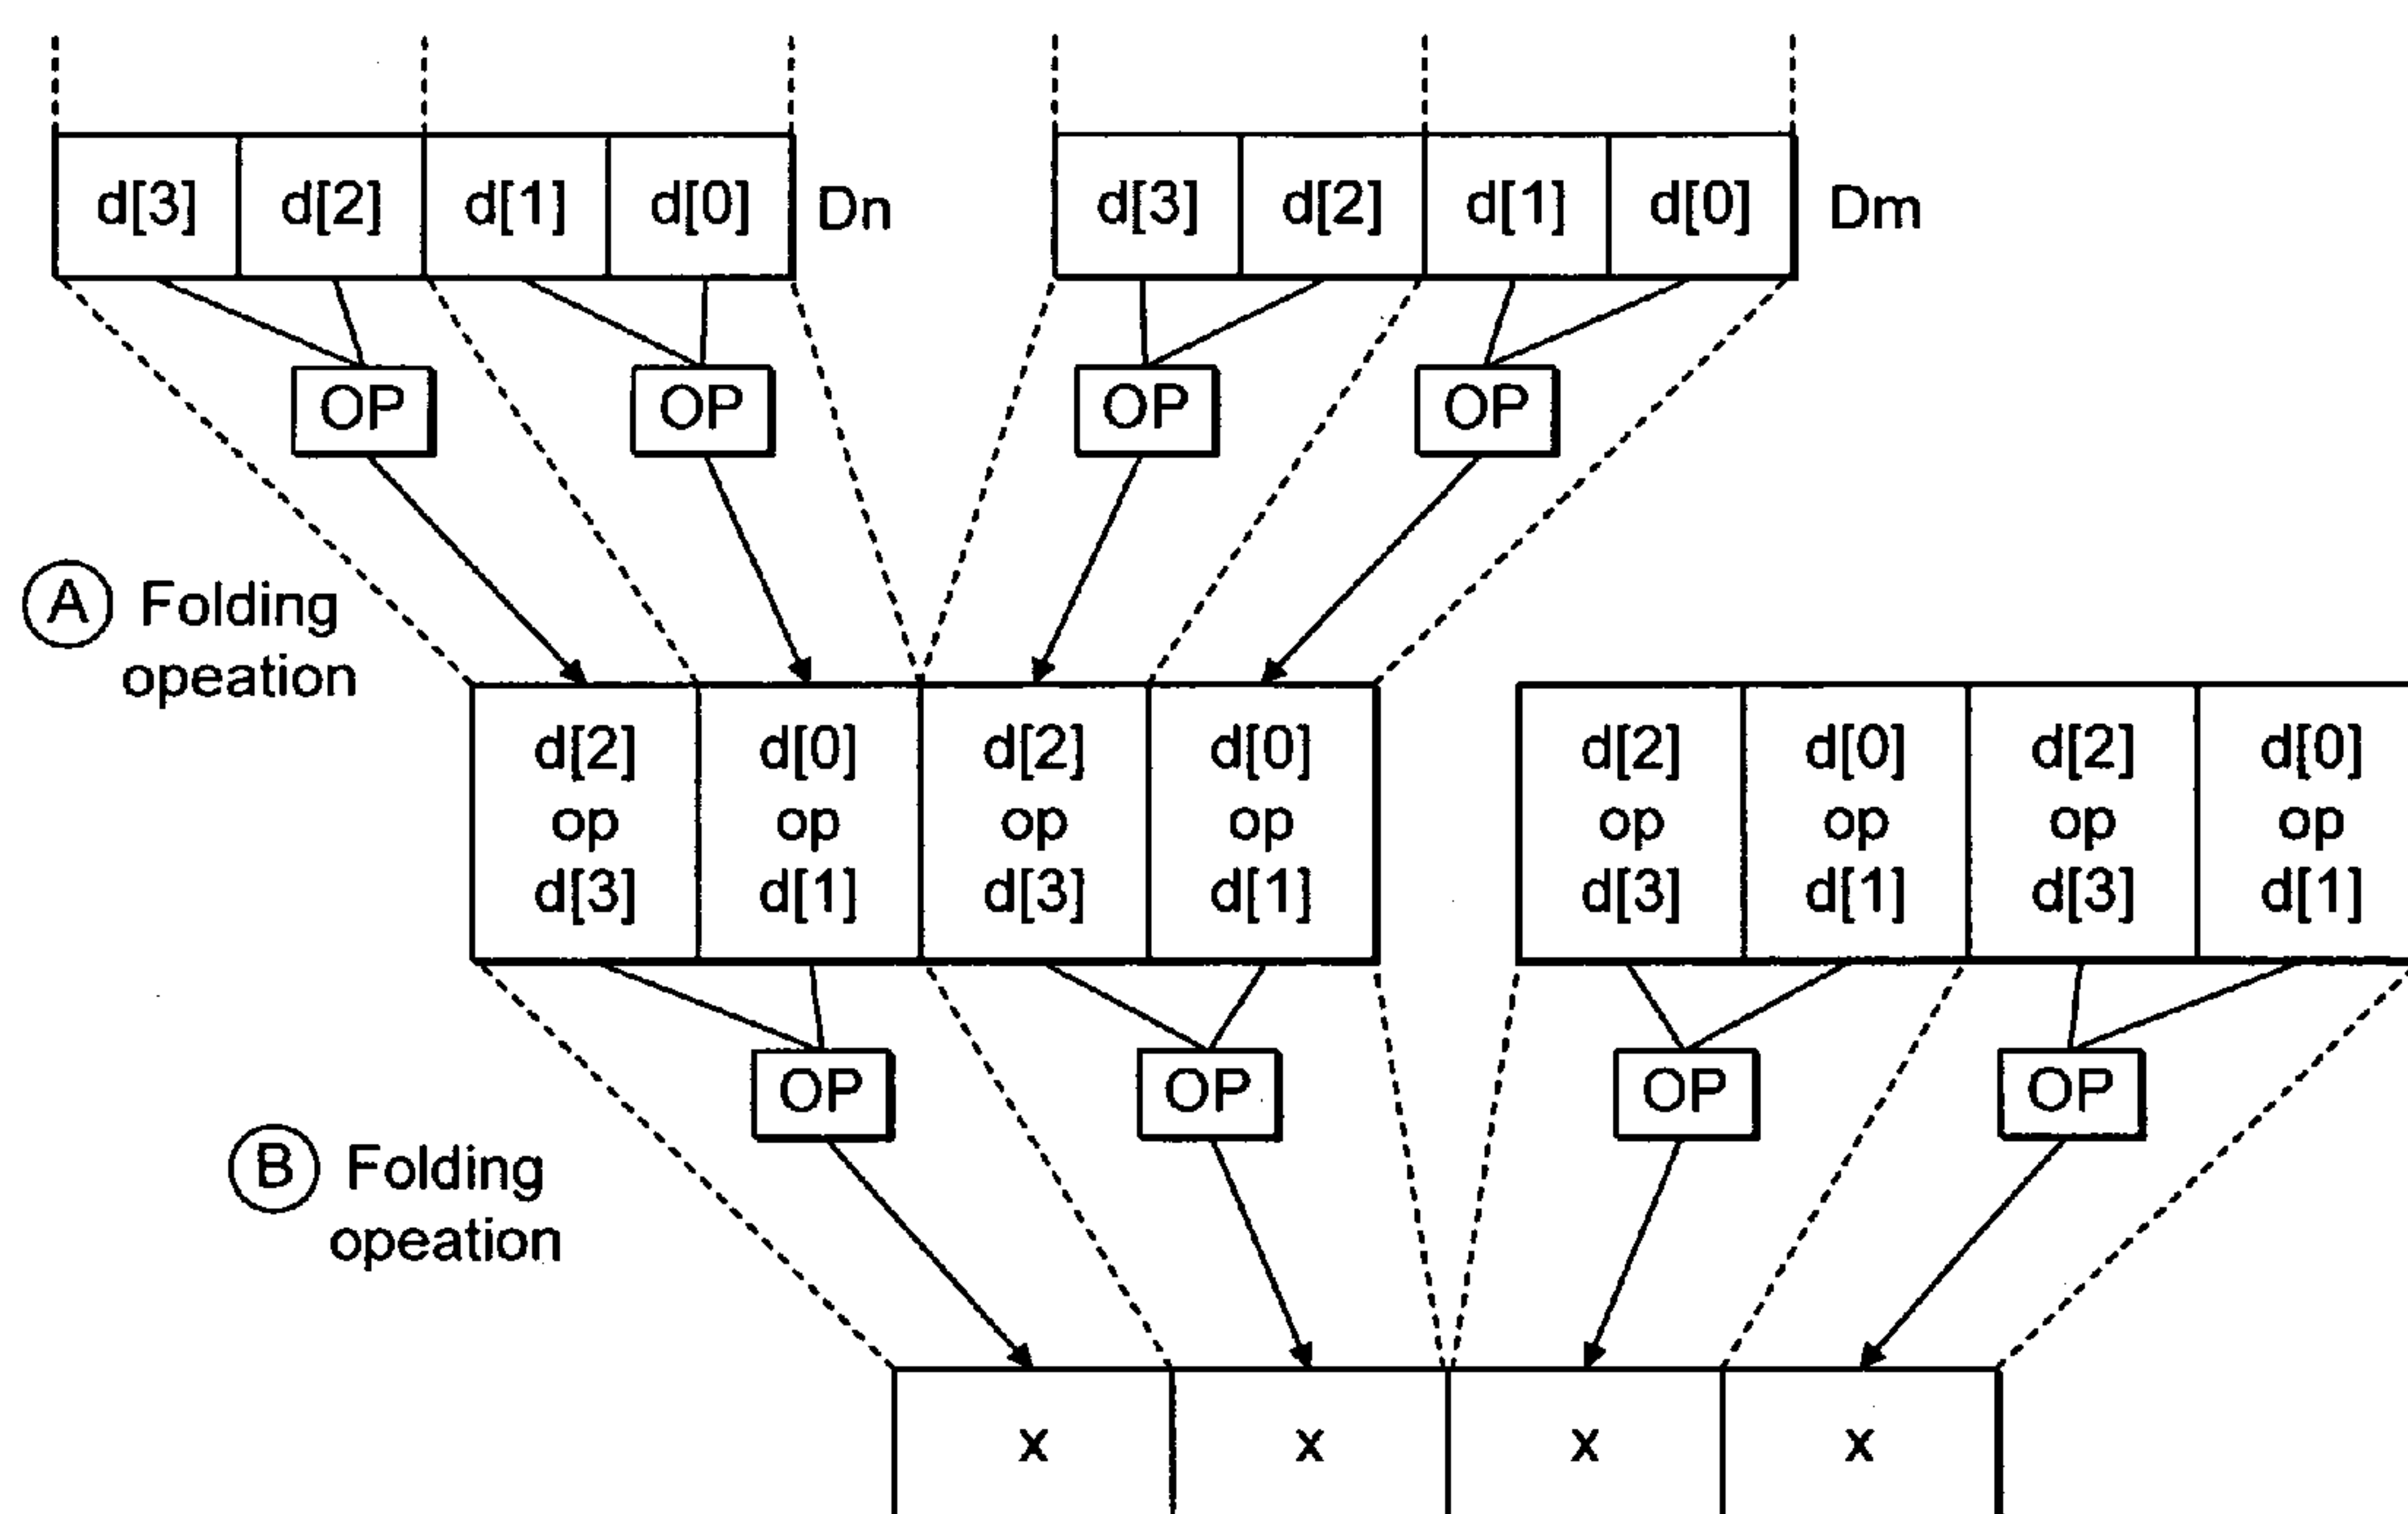 d[3] d[2] d[1] d[0] Dn d[3] d[2] d[1] d[0] Dm
OP OP OP OP
A Folding
opeation
d[2] d[0] d[2] d[0] d[2] d[0] d[2] d[0]
op op op op op op op op
d[3] d[1] d[3] d[1] d[3] d[1] d[3] d[1]
OP OP OP OP
B Folding
opeation
x x x x